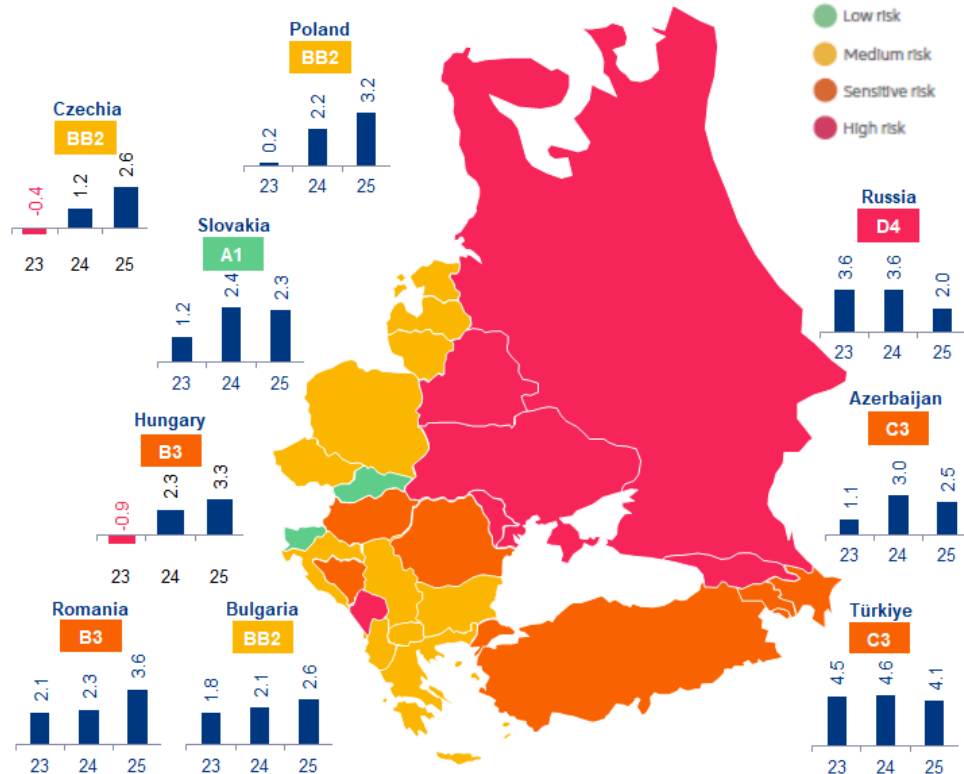 Low risk
Medium risk
Sensitive risk
High risk
Poland
BB2
0.2
2.2
3.2
23
24
25
Czechia
BB2
-0.4
1.2
2.6
23
24
25
Slovakia
A1
1.2
2.4
2.3
23
24
25
Russia
D4
3.6
3.6
2.0
23
24
25
Hungary
B3
-0.9
2.3
3.3
23
24
25
Azerbaijan
C3
1.1
3.0
2.5
23
24
25
Romania
B3
2.1
2.3
3.6
23
24
25
Bulgaria
BB2
1.8
2.1
2.6
23
24
25
Türkiye
C3
4.5
4.6
4.1
23
24
25